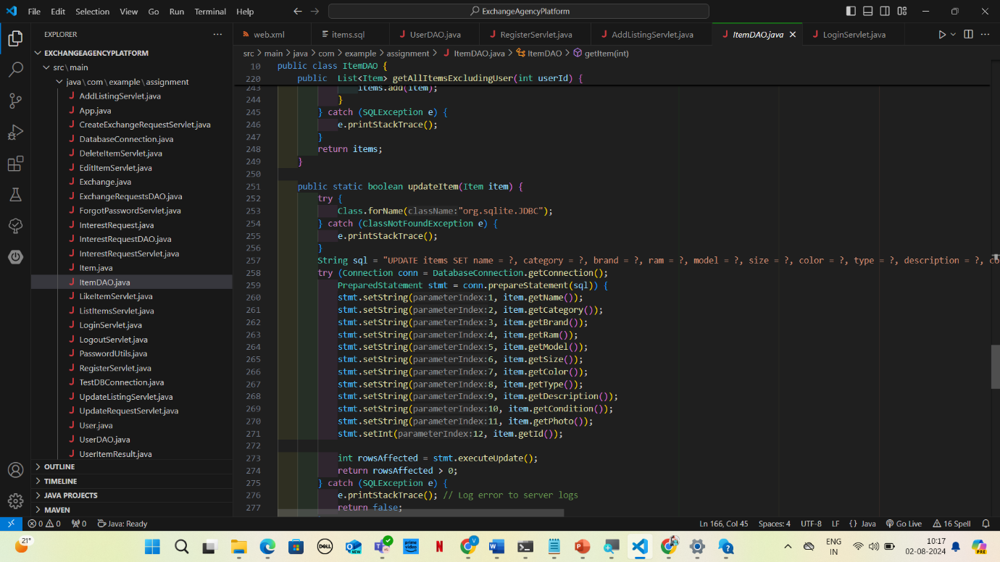 File Edit Selection View Go Run Terminal Help
ExchangeAgencyPlatform
EXPLORER
web.xml
items.sql
UserDAO.java
RegisterServlet.java
AddListingServlet.java
ItemDAO.java
LoginServlet.java
EXCHANGEAGENCYPLATFORM
src\main
java\com\example\assignment
AddListingServlet.java
App.java
CreateExchangeRequestServlet.java
DatabaseConnection.java
DeleteItemServlet.java
EditItemServlet.java
Exchange.java
ExchangeRequestsDAO.java
ForgotPasswordServlet.java
InterestRequest.java
InterestRequestDAO.java
InterestRequestServlet.java
Item.java
ItemDAO.java
LikeItemServlet.java
ListItemsServlet.java
LoginServlet.java
LogoutServlet.java
PasswordUtils.java
RegisterServlet.java
TestDBConnection.java
UpdateListingServlet.java
UpdateRequestServlet.java
User.java
UserDAO.java
UserItemResult.java
OUTLINE
TIMELINE
JAVA PROJECTS
MAVEN
src > main > java > com > example > assignment > ItemDAO.java > ItemDAO > getItem(int)
10 public class ItemDAO {
220 public List<Item> getAllItemsExcludingUser(int userId) {
243 items.add(item);
244 }
245 } catch (SQLException e) {
246 e.printStackTrace();
247 }
248 return items;
249 }
250
251 public static boolean updateItem(Item item) {
252 try {
253 Class.forName(className:"org.sqlite.JDBC");
254 } catch (ClassNotFoundException e) {
255 e.printStackTrace();
256 }
257 String sql = "UPDATE items SET name = ?, category = ?, brand = ?, ram = ?, model = ?, size = ?, color = ?, type = ?, description = ?, co
258 try (Connection conn = DatabaseConnection.getConnection();
259 PreparedStatement stmt = conn.prepareStatement(sql)) {
260 stmt.setString(parameterIndex:1, item.getName());
261 stmt.setString(parameterIndex:2, item.getCategory());
262 stmt.setString(parameterIndex:3, item.getBrand());
263 stmt.setString(parameterIndex:4, item.getRam());
264 stmt.setString(parameterIndex:5, item.getModel());
265 stmt.setString(parameterIndex:6, item.getSize());
266 stmt.setString(parameterIndex:7, item.getColor());
267 stmt.setString(parameterIndex:8, item.getType());
268 stmt.setString(parameterIndex:9, item.getDescription());
269 stmt.setString(parameterIndex:10, item.getCondition());
270 stmt.setString(parameterIndex:11, item.getPhoto());
271 stmt.setInt(parameterIndex:12, item.getId());
272
273 int rowsAffected = stmt.executeUpdate();
274 return rowsAffected > 0;
275 } catch (SQLException e) {
276 e.printStackTrace(); // Log error to server logs
277 return false;
0 0 0 Java: Ready
Ln 166, Col 45 Spaces: 4 UTF-8 LF {} Java Go Live 16 Spell
21°
DELL
NEW
prime video
N
V
W
P
ENG
IN
10:17
02-08-2024
PRE